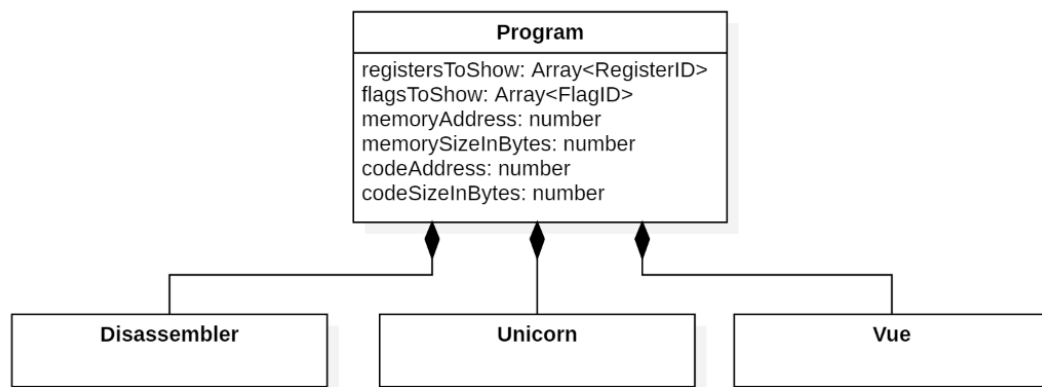 Program
registersToShow: Array<RegisterID>
flagsToShow: Array<FlagID>
memoryAddress: number
memorySizeInBytes: number
codeAddress: number
codeSizeInBytes: number
Disassembler
Unicorn
Vue